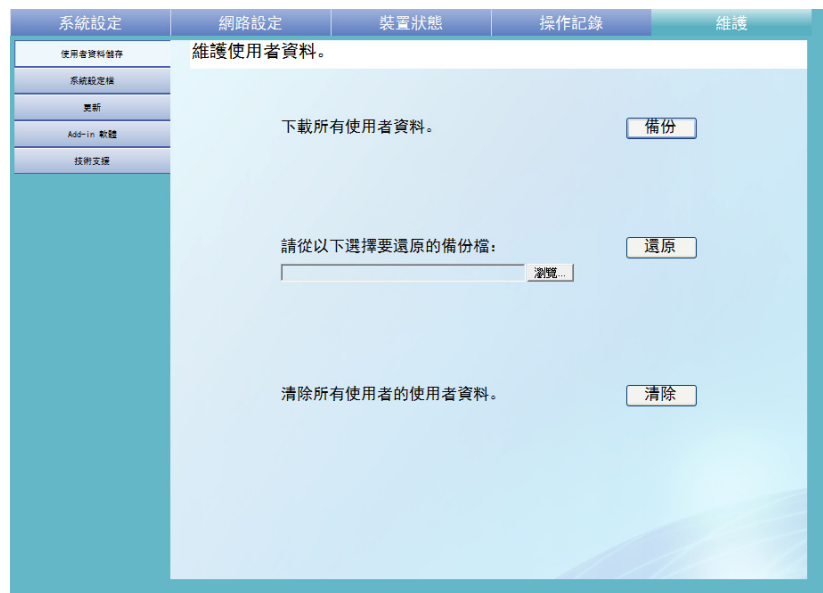 系統設定 網路設定 裝置狀態 操作記錄 維護
使用者資料儲存
系統設定檔
更新
Add-in 軟體
技術支援
維護使用者資料。
下載所有使用者資料。 備份
請從以下選擇要還原的備份檔： 還原
瀏覽...
清除所有使用者的使用者資料。 清除